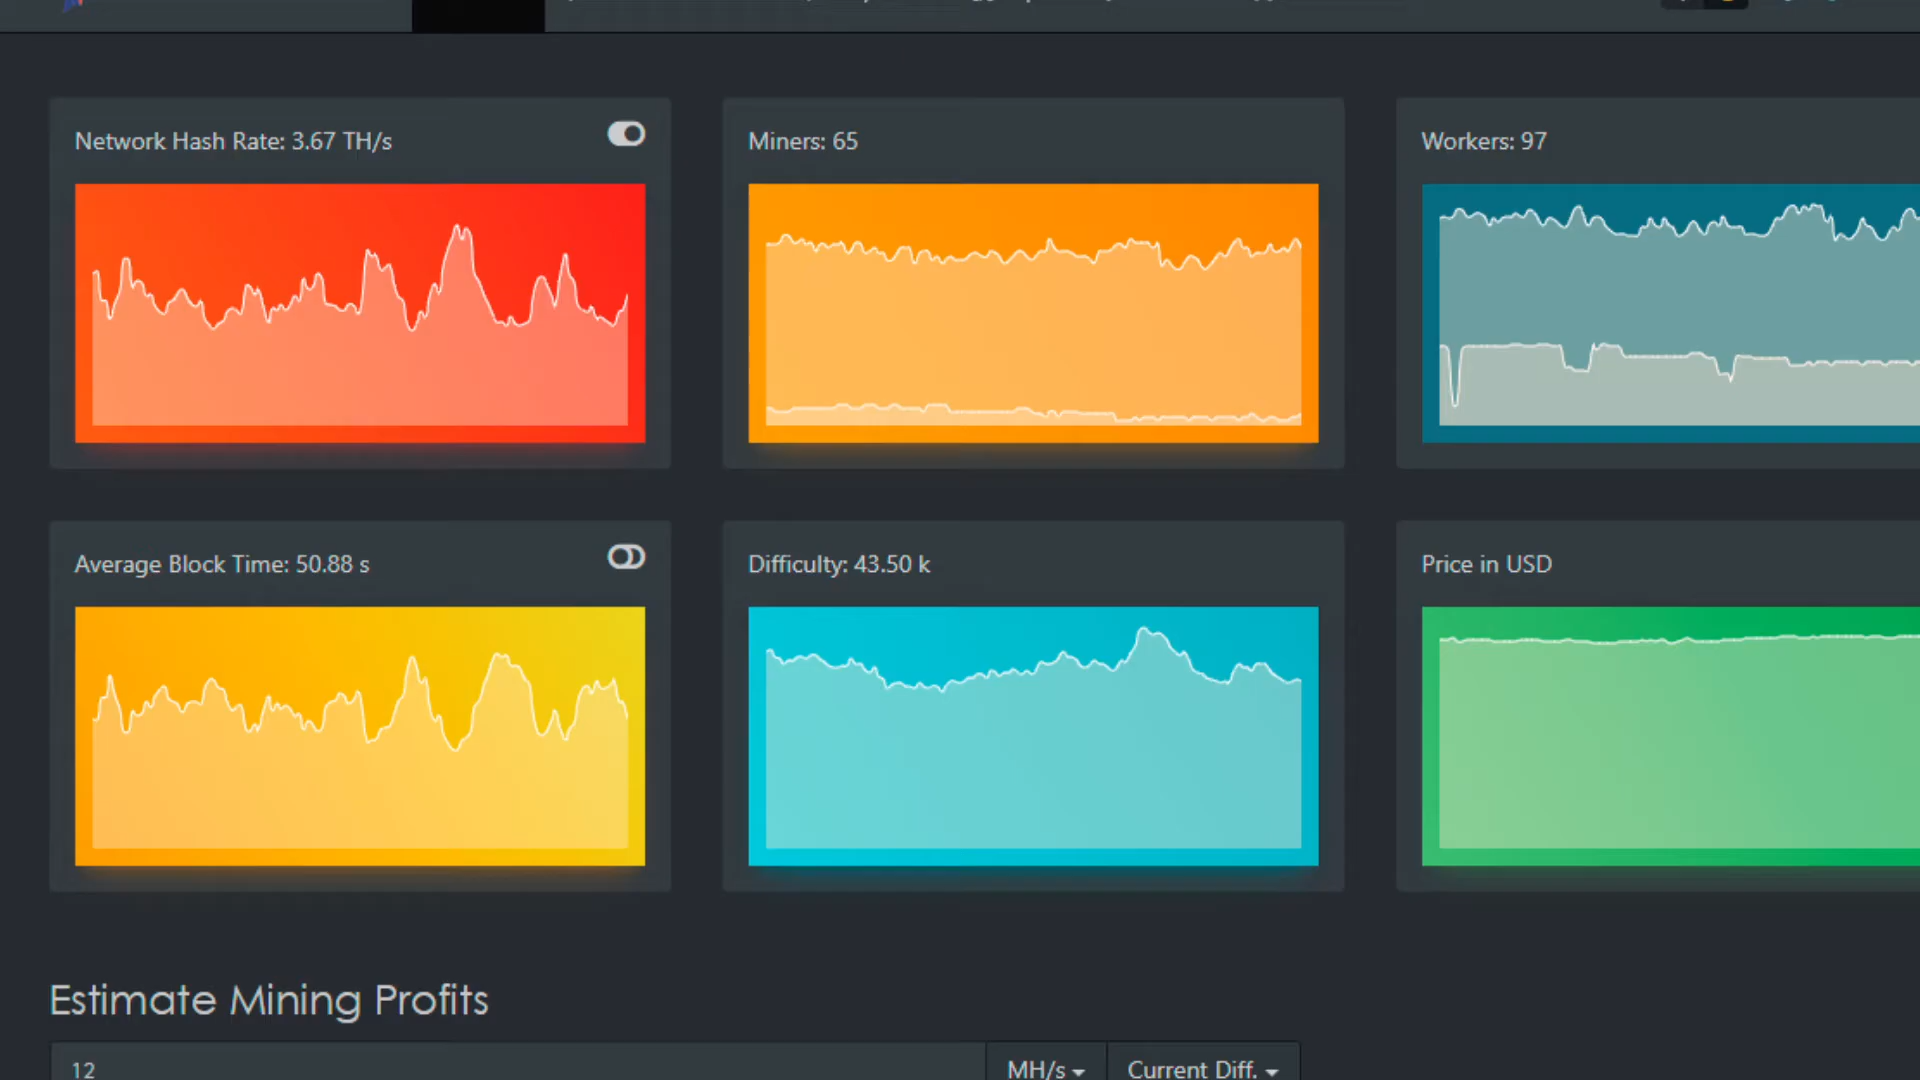 Network Hash Rate: 3.67 TH/s
Miners: 65
Workers: 97
Average Block Time: 50.88 s
Difficulty: 43.50 k
Price in USD
Estimate Mining Profits
12
MH/s
Current Diff.